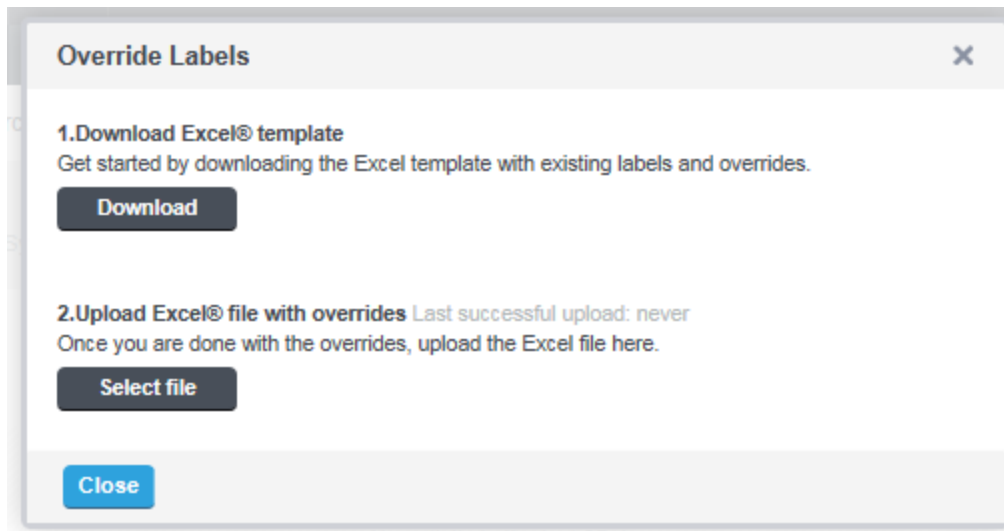 Override Labels
1.Download Excel® template
Get started by downloading the Excel template with existing labels and overrides.
Download
2.Upload Excel® file with overrides Last successful upload: never
Once you are done with the overrides, upload the Excel file here.
Select file
Close